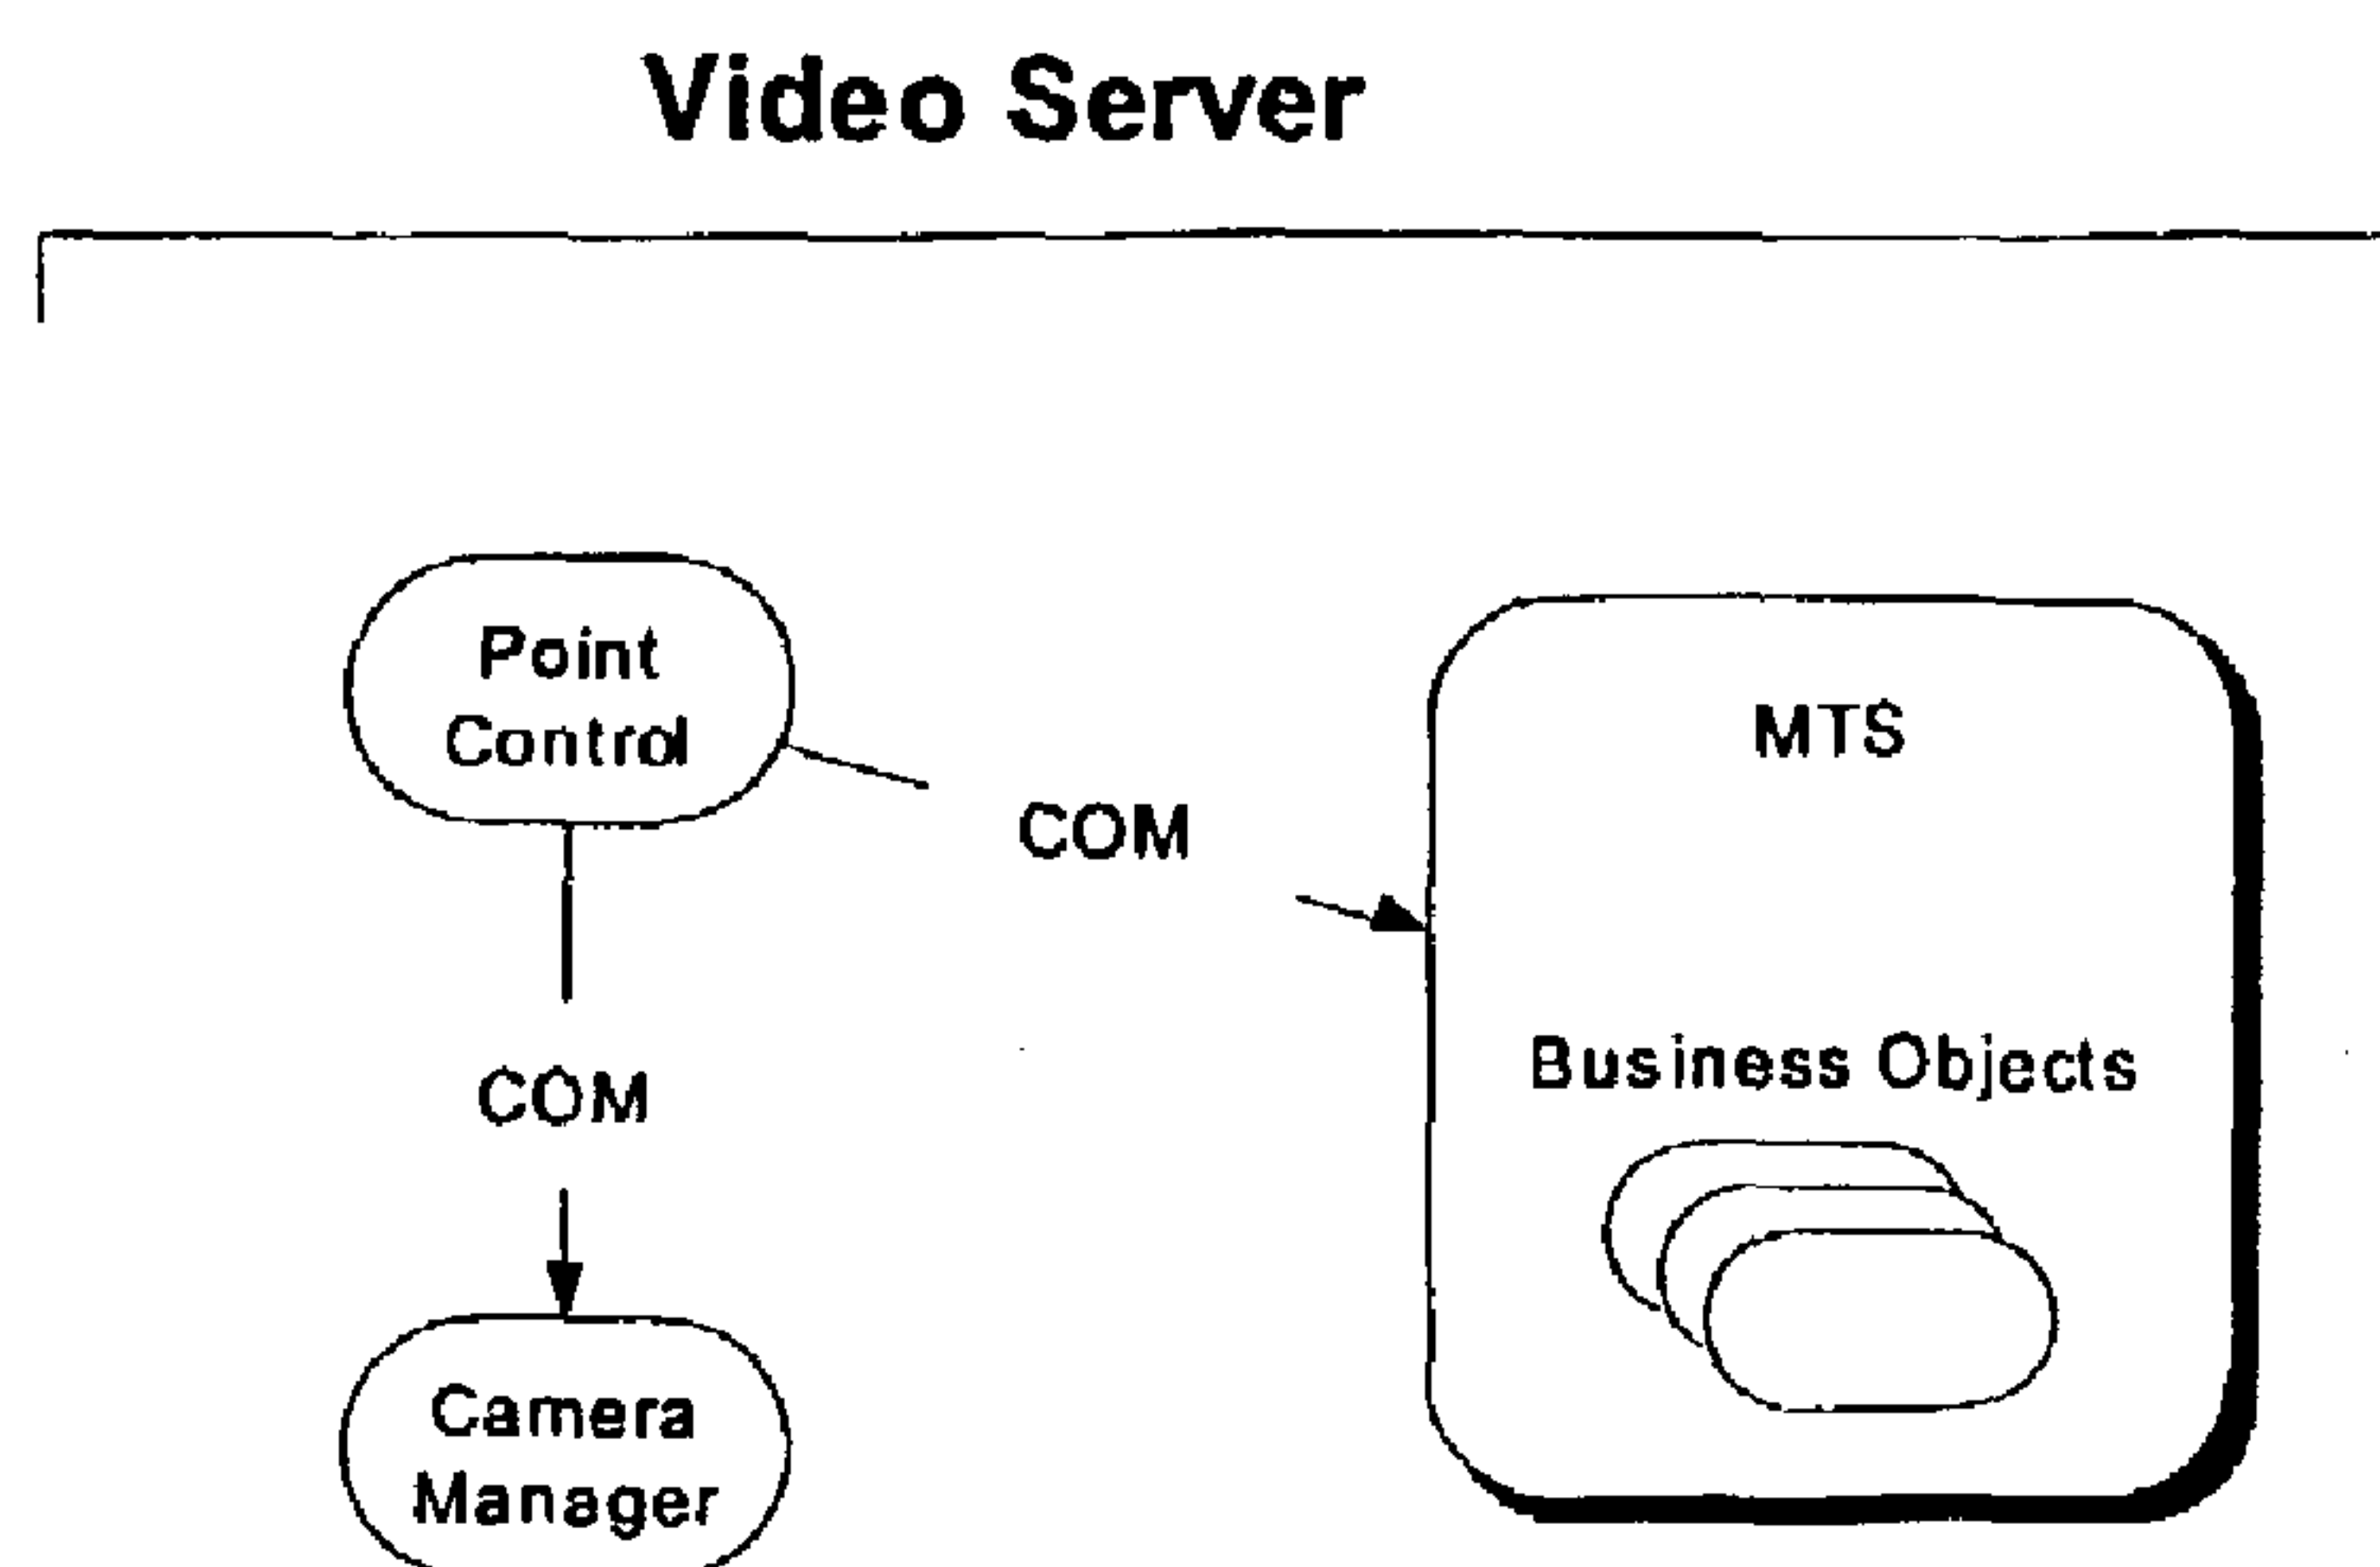 Video Server
Point
Control
MTS
COM
Business Objects
COM
Camera
Manager